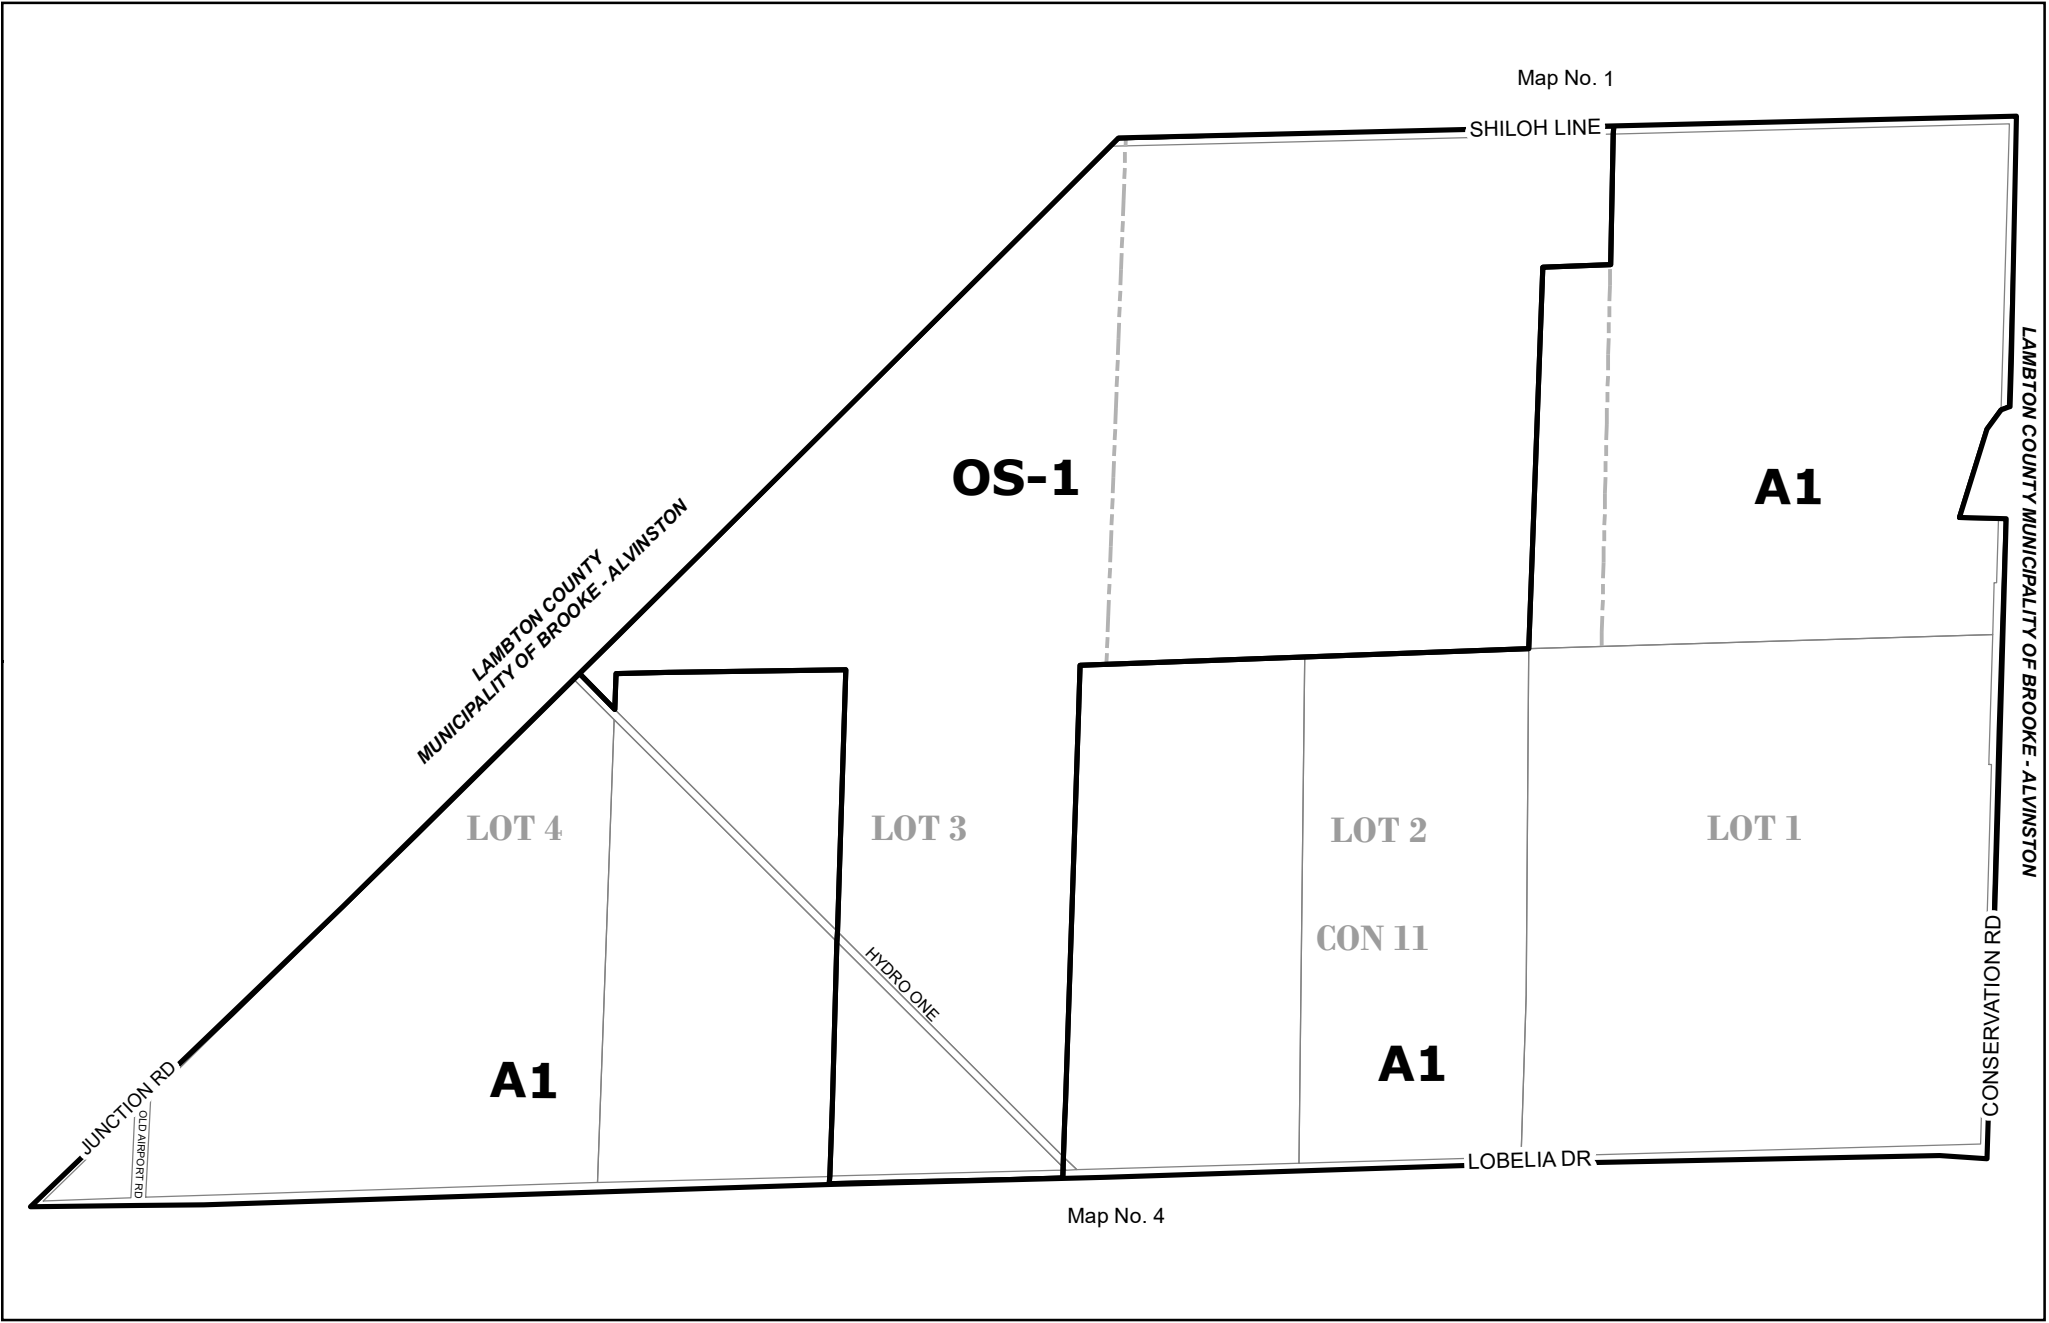 Map No. 1
SHILOH LINE
OS-1
A1
LAMBTON COUNTY
MUNICIPALITY OF BROOKE - ALVINSTON
LAMBTON COUNTY MUNICIPALITY OF BROOKE - ALVINSTON
LOT 4
LOT 3
LOT 2
LOT 1
CON 11
HYDRO ONE
A1
A1
CONSERVATION RD
JUNCTION RD
OLD AIRPORT RD
LOBELIA DR
Map No. 4